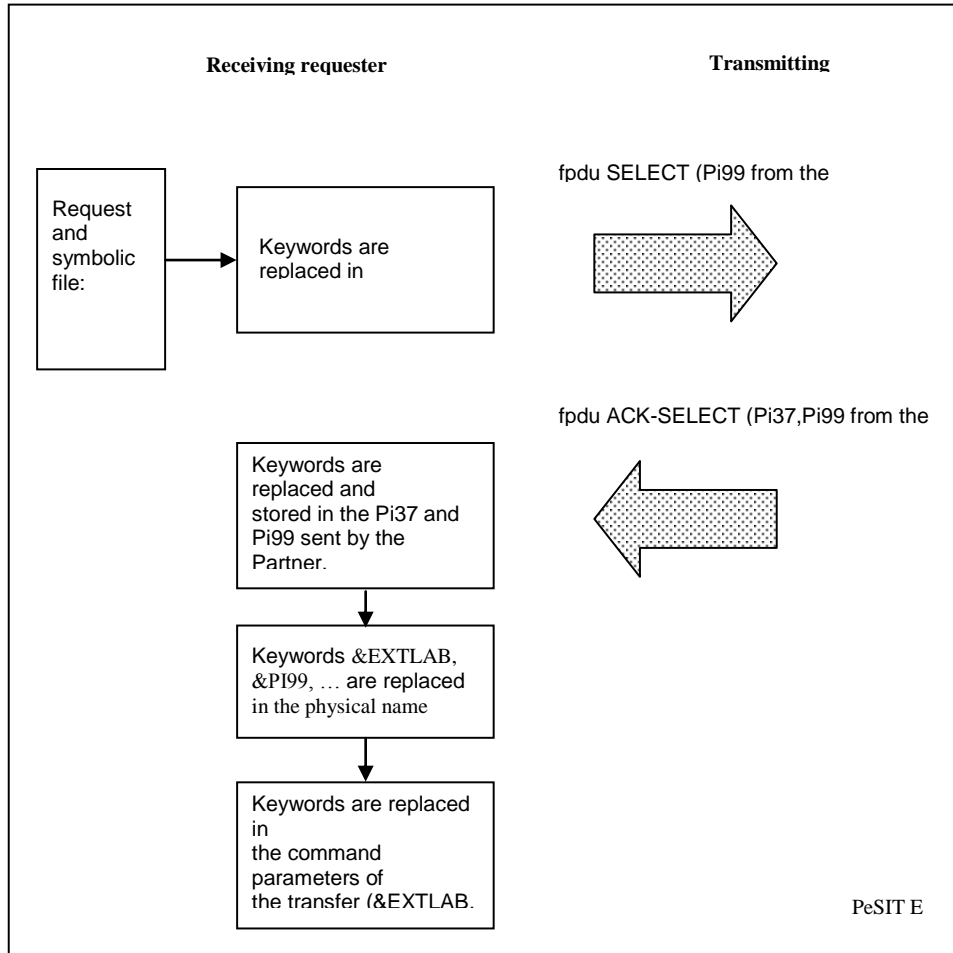 Receiving requester
Transmitting
fpdu SELECT (Pi99 from the
Request
and
symbolic
file:
Keywords are
replaced in
fpdu ACK-SELECT (Pi37,Pi99 from the
Keywords are
replaced and
stored in the Pi37 and
Pi99 sent by the
Partner.
Keywords &EXTLAB,
&PI99, … are replaced
in the physical name
Keywords are replaced
in
the command
parameters of
the transfer (&EXTLAB,
PeSIT E